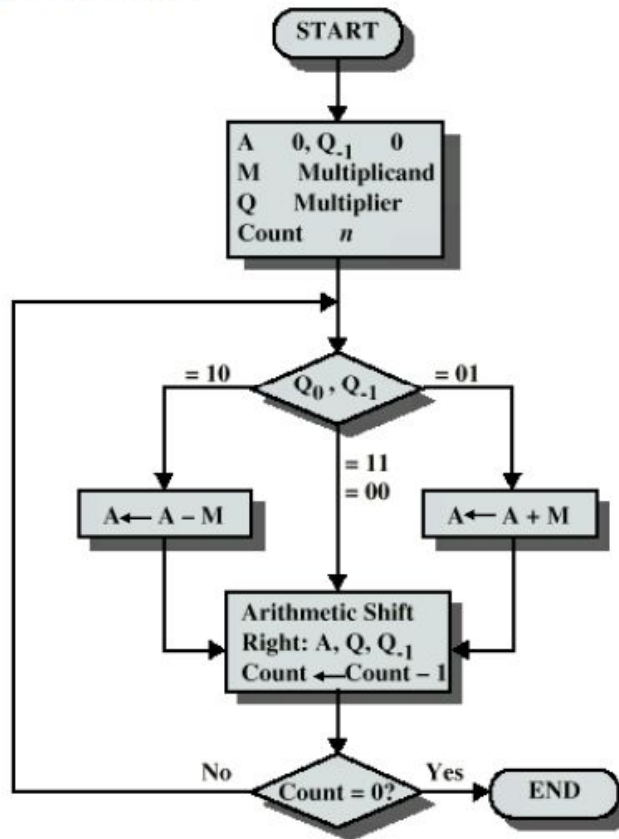 START
A 0, Q-1 0
M Multiplicand
Q Multiplier
Count n
= 10
Q0 , Q-1
= 01
= 11
= 00
A ← A − M
A ← A + M
Arithmetic Shift
Right: A, Q, Q-1
Count ← Count − 1
No
Count = 0?
Yes
END